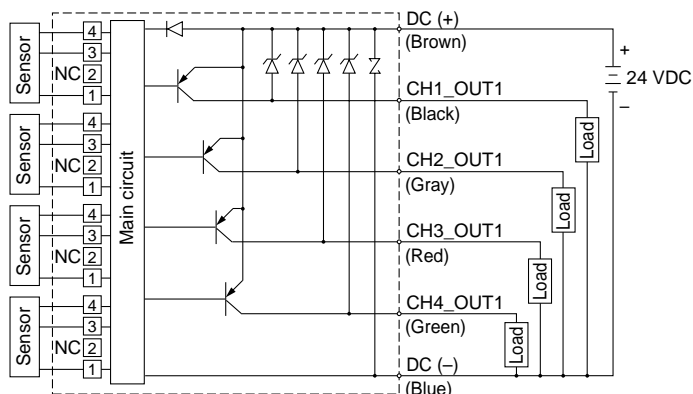 DC (+)
(Brown)
Sensor
4
3
NC 2
1
+
24 VDC
–
CH1_OUT1
(Black)
Load
Sensor
4
3
NC 2
1
Main circuit
CH2_OUT1
(Gray)
Load
Sensor
4
3
NC 2
1
CH3_OUT1
(Red)
Load
Sensor
4
3
NC 2
1
CH4_OUT1
(Green)
Load
DC (–)
(Blue)